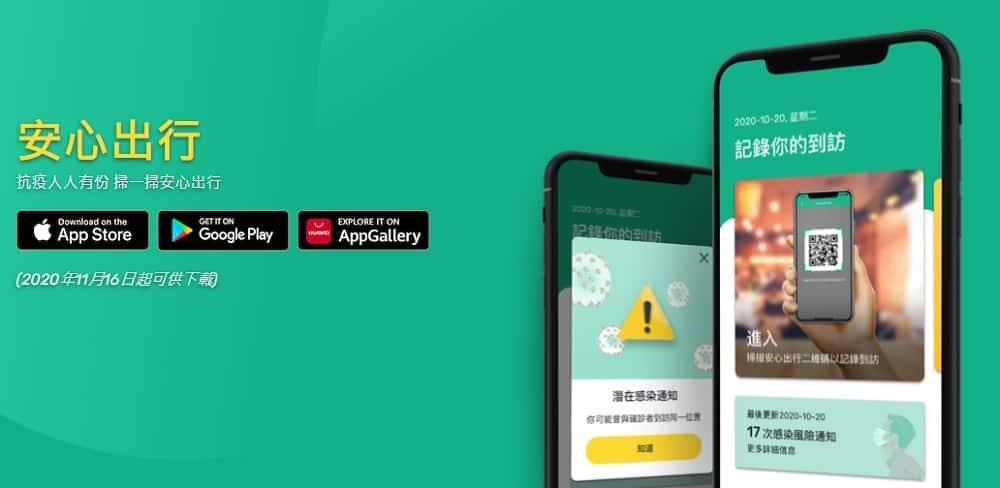 安心出行
抗疫人人有份 掃一掃安心出行
Download on the
App Store
GET IT ON
Google Play
HUAWEI
EXPLORE IT ON
AppGallery
(2020年11月16日起可供下載)
2020-10-20, 星期二
記錄你的到訪
潛在感染通知
你可能曾與確診者到訪同一位置
知道
2020-10-20, 星期二
記錄你的到訪
進入
掃描安心出行二維碼以記錄到訪
最後更新2020-10-20
17 次感染風險通知
更多詳細信息